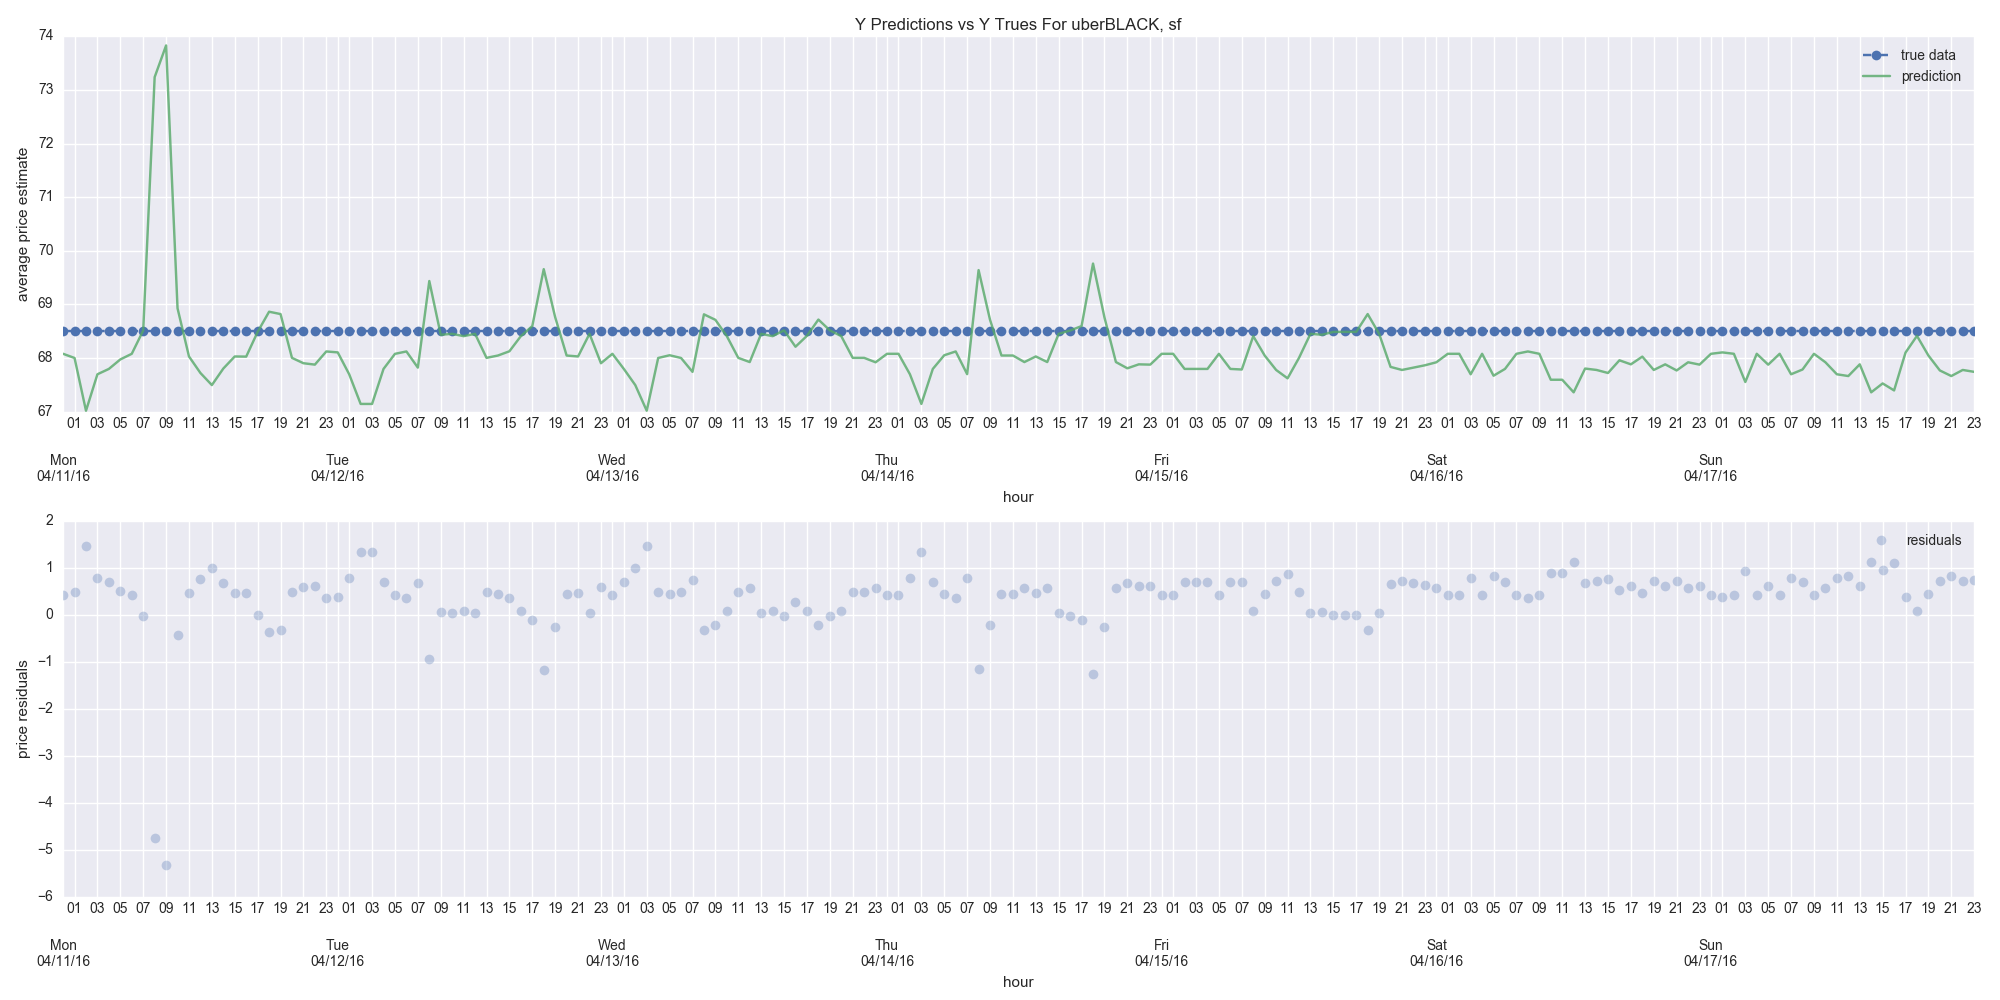 Y Predictions vs Y Trues For uberBLACK, sf
true data
prediction
average price estimate
74
73
72
71
70
69
68
67
01 03 05 07 09 11 13 15 17 19 21 23 01 03 05 07 09 11 13 15 17 19 21 23 01 03 05 07 09 11 13 15 17 19 21 23 01 03 05 07 09 11 13 15 17 19 21 23 01 03 05 07 09 11 13 15 17 19 21 23 01 03 05 07 09 11 13 15 17 19 21 23 01 03 05 07 09 11 13 15 17 19 21 23
Mon Tue Wed Thu Fri Sat Sun
04/11/16 04/12/16 04/13/16 04/14/16 04/15/16 04/16/16 04/17/16
hour
residuals
price residuals
2
1
0
−1
−2
−3
−4
−5
−6
01 03 05 07 09 11 13 15 17 19 21 23 01 03 05 07 09 11 13 15 17 19 21 23 01 03 05 07 09 11 13 15 17 19 21 23 01 03 05 07 09 11 13 15 17 19 21 23 01 03 05 07 09 11 13 15 17 19 21 23 01 03 05 07 09 11 13 15 17 19 21 23 01 03 05 07 09 11 13 15 17 19 21 23
Mon Tue Wed Thu Fri Sat Sun
04/11/16 04/12/16 04/13/16 04/14/16 04/15/16 04/16/16 04/17/16
hour